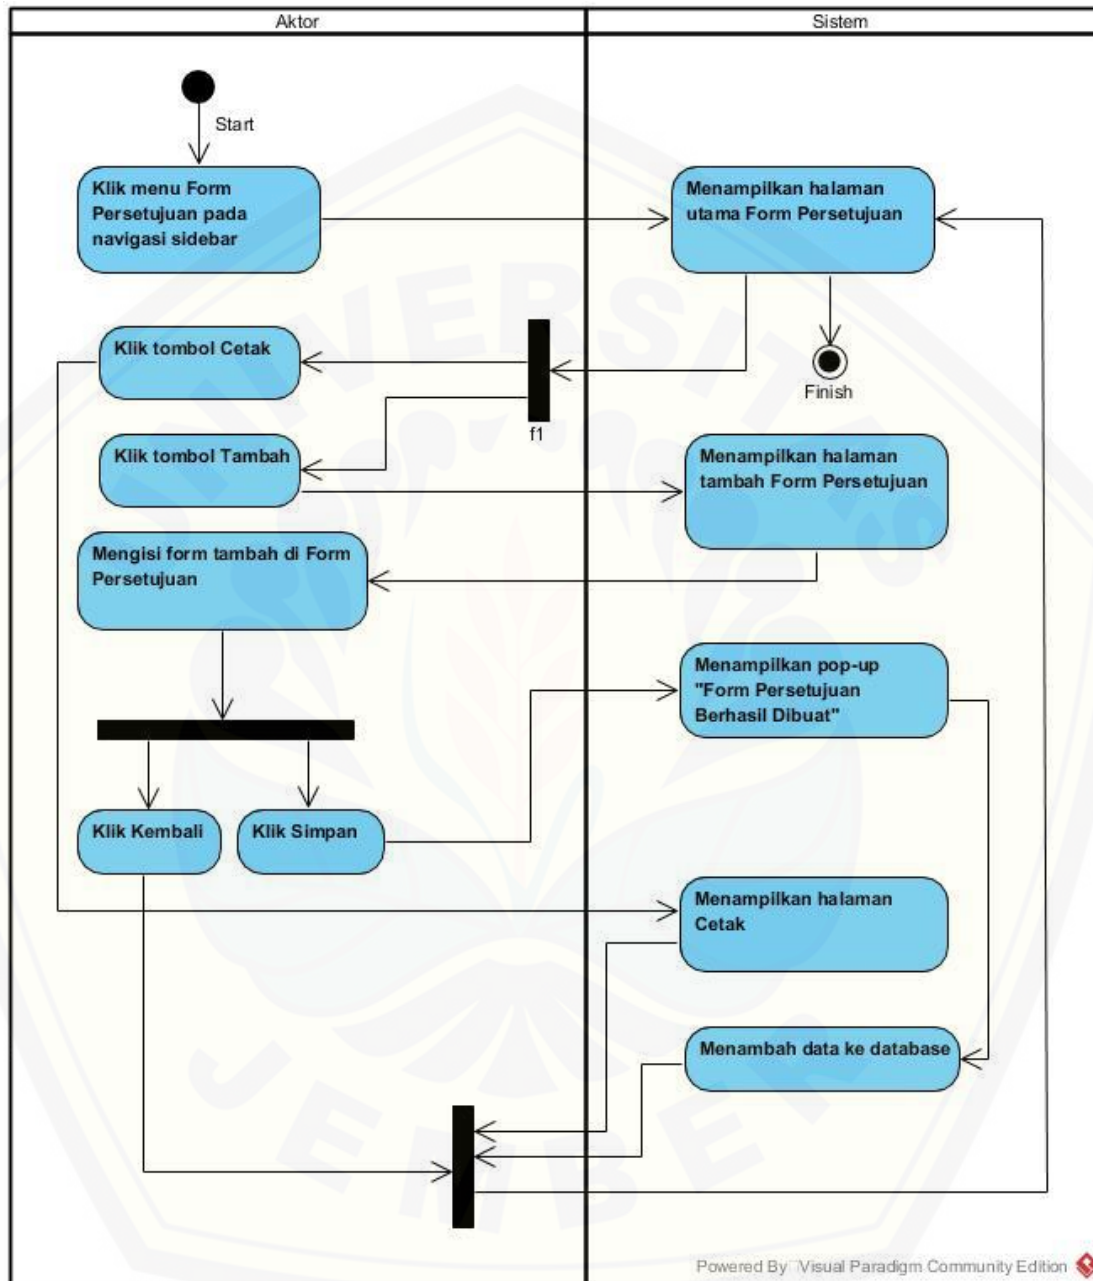 Aktor
Sistem
Start
Klik menu Form
Persetujuan pada
navigasi sidebar
Menampilkan halaman
utama Form Persetujuan
Klik tombol Cetak
Finish
f1
Klik tombol Tambah
Menampilkan halaman
tambah Form Persetujuan
Mengisi form tambah di Form
Persetujuan
Menampilkan pop-up
"Form Persetujuan
Berhasil Dibuat"
Klik Kembali
Klik Simpan
Menampilkan halaman
Cetak
Menambah data ke database
UNIVERSITAS
JEMBER
Powered By Visual Paradigm Community Edition